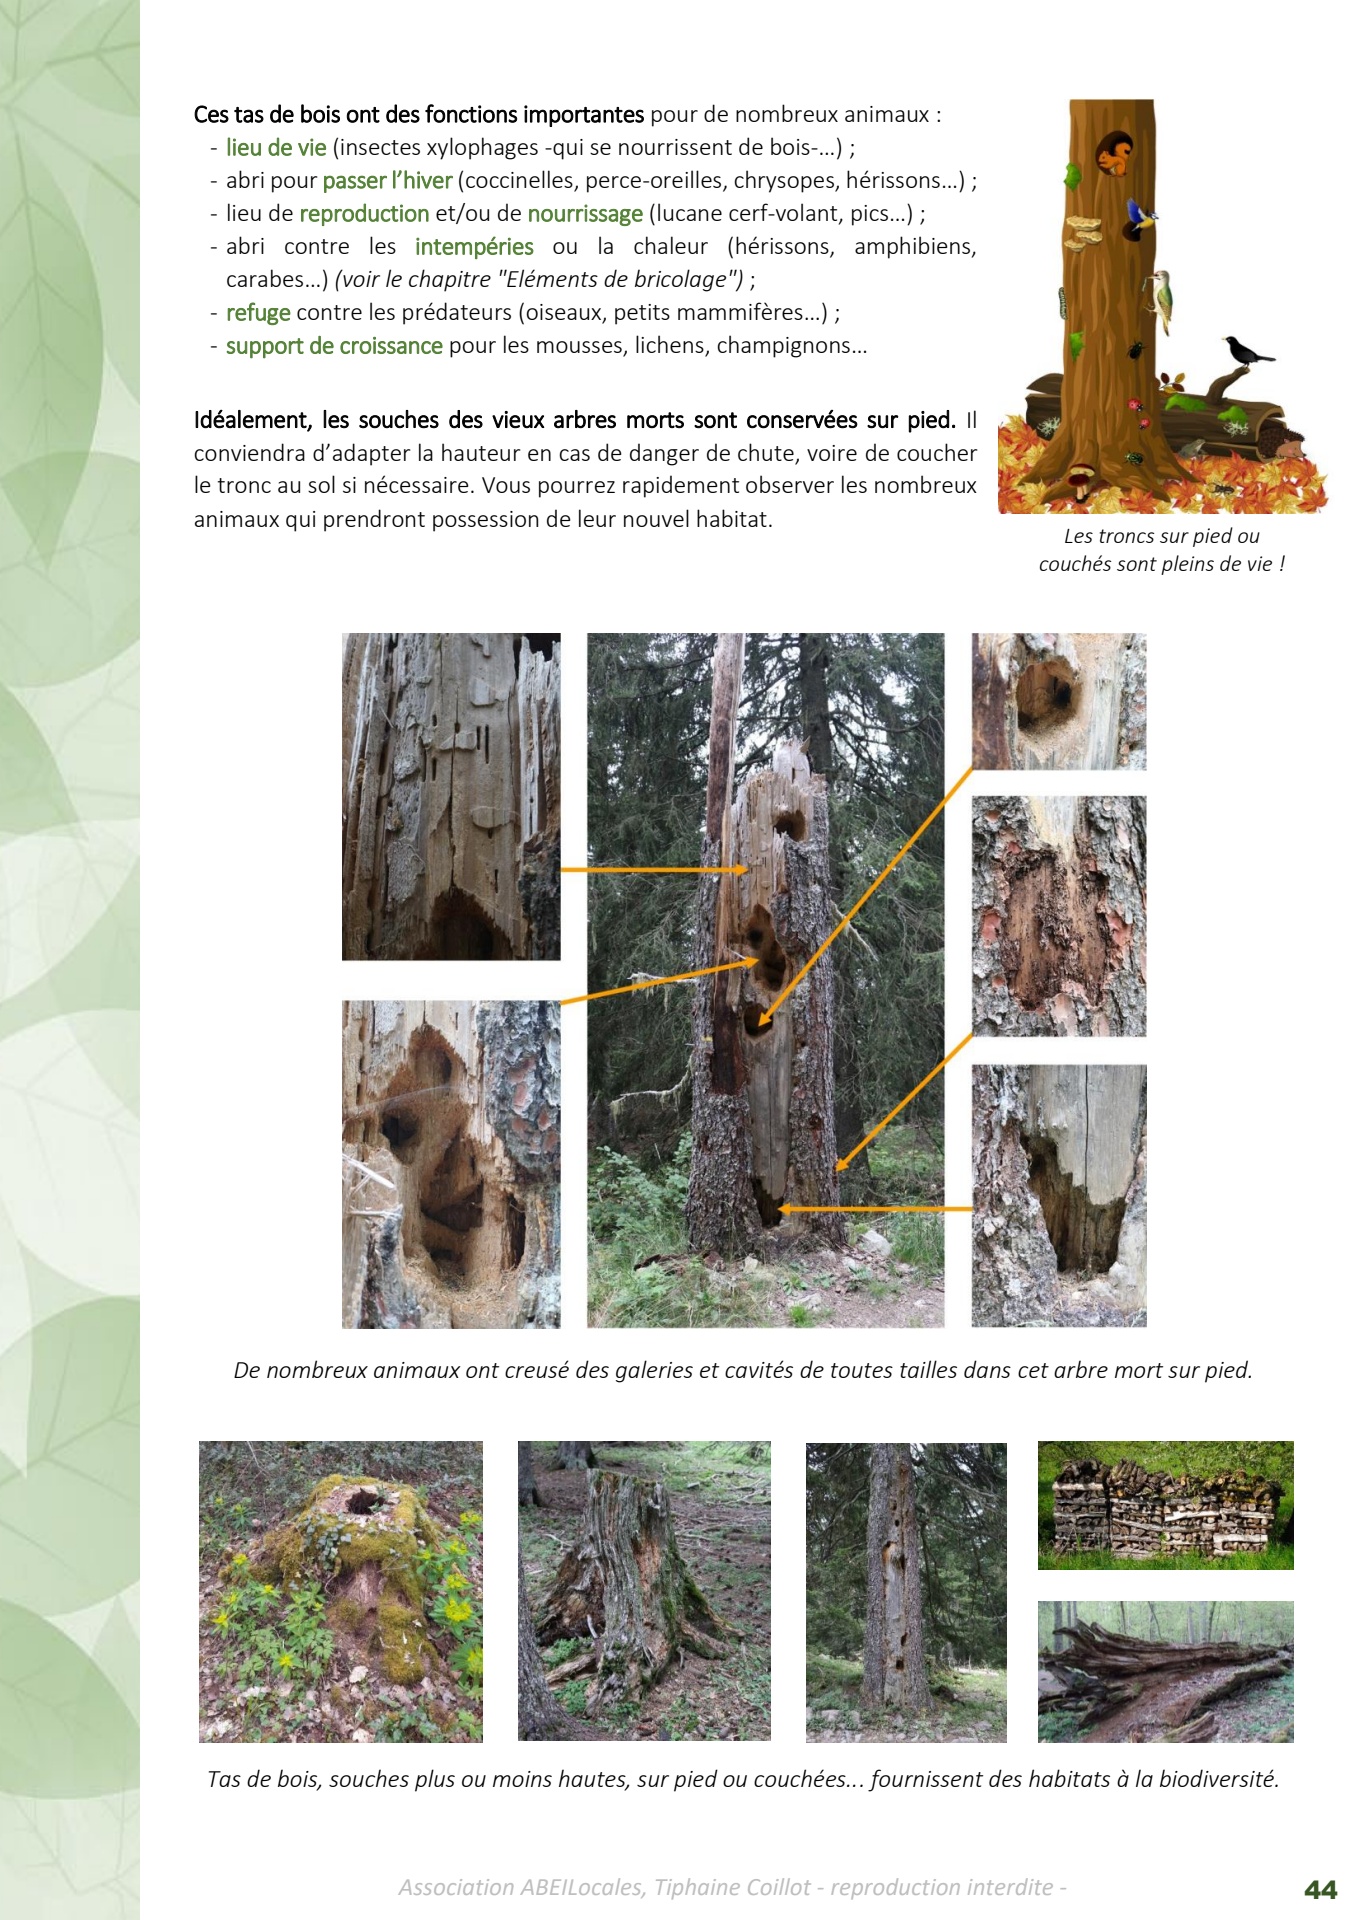 Ces tas de bois ont des fonctions importantes pour de nombreux animaux :
- lieu de vie (insectes xylophages -qui se nourrissent de bois-...) ;
- abri pour passer l'hiver (coccinelles, perce-oreilles, chrysopes, hérissons...) ;
- lieu de reproduction et/ou de nourrissage (lucane cerf-volant, pics...) ;
- abri contre les intempéries ou la chaleur (hérissons, amphibiens,
carabes...) (voir le chapitre "Eléments de bricolage") ;
- refuge contre les prédateurs (oiseaux, petits mammifères...) ;
- support de croissance pour les mousses, lichens, champignons...
Idéalement, les souches des vieux arbres morts sont conservées sur pied. Il
conviendra d'adapter la hauteur en cas de danger de chute, voire de coucher
le tronc au sol si nécessaire. Vous pourrez rapidement observer les nombreux
animaux qui prendront possession de leur nouvel habitat.
Les troncs sur pied ou
couchés sont pleins de vie !
De nombreux animaux ont creusé des galeries et cavités de toutes tailles dans cet arbre mort sur pied.
Tas de bois, souches plus ou moins hautes, sur pied ou couchées... fournissent des habitats à la biodiversité.
Association ABEILocales, Tiphaine Coillot - reproduction interdite -
44